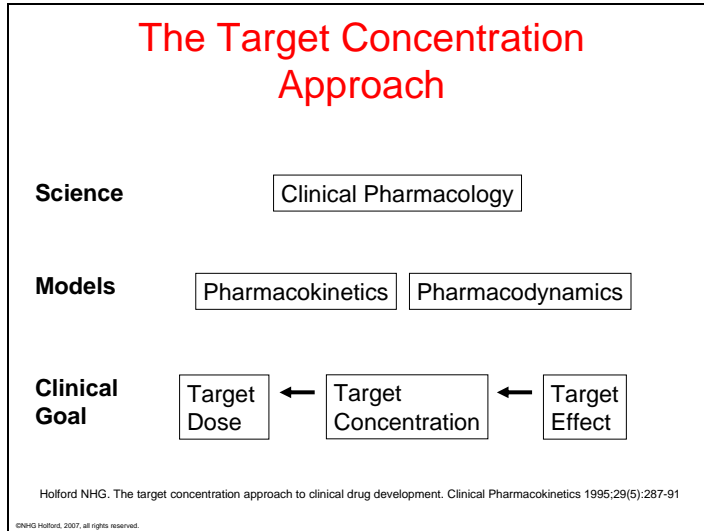 The Target Concentration
Approach
Science
Clinical Pharmacology
Models
Pharmacokinetics
Pharmacodynamics
Clinical
Goal
Target
Dose
Target
Concentration
Target
Effect
Holford NHG. The target concentration approach to clinical drug development. Clinical Pharmacokinetics 1995;29(5):287-91
©NHG Holford, 2007, all rights reserved.